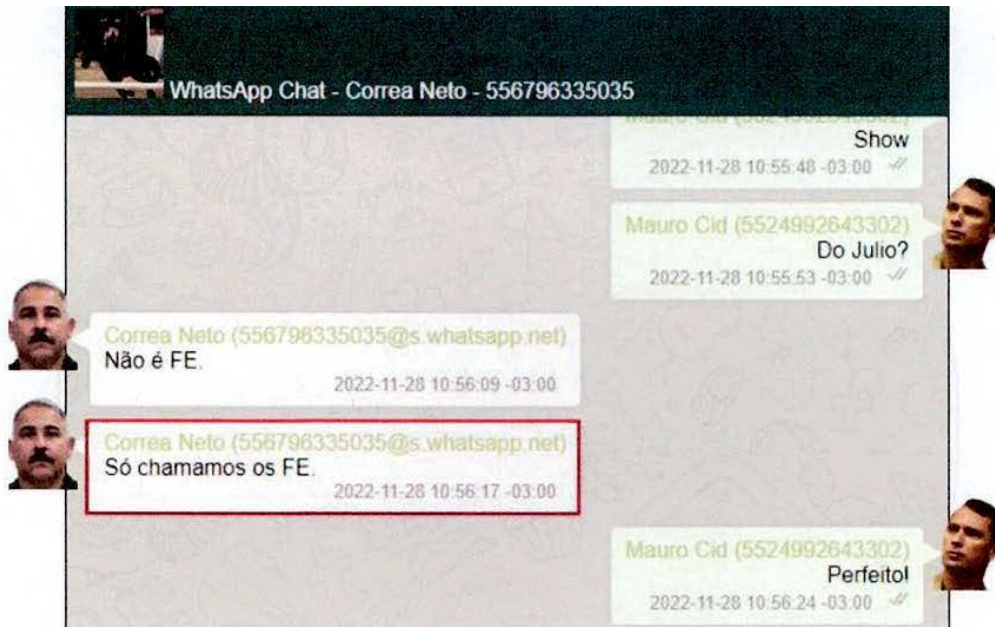 WhatsApp Chat - Correa Neto - 556796335035
Show
2022-11-28 10:55:48 -03:00
Mauro Cid (5524992643302)
Do Julio?
2022-11-28 10:55:53 -03:00
Correa Neto (556796335035@s.whatsapp.net)
Não é FE.
2022-11-28 10:56:09 -03:00
Correa Neto (556796335035@s.whatsapp.net)
Só chamamos os FE.
2022-11-28 10:56:17 -03:00
Mauro Cid (5524992643302)
Perfeito!
2022-11-28 10:56:24 -03:00